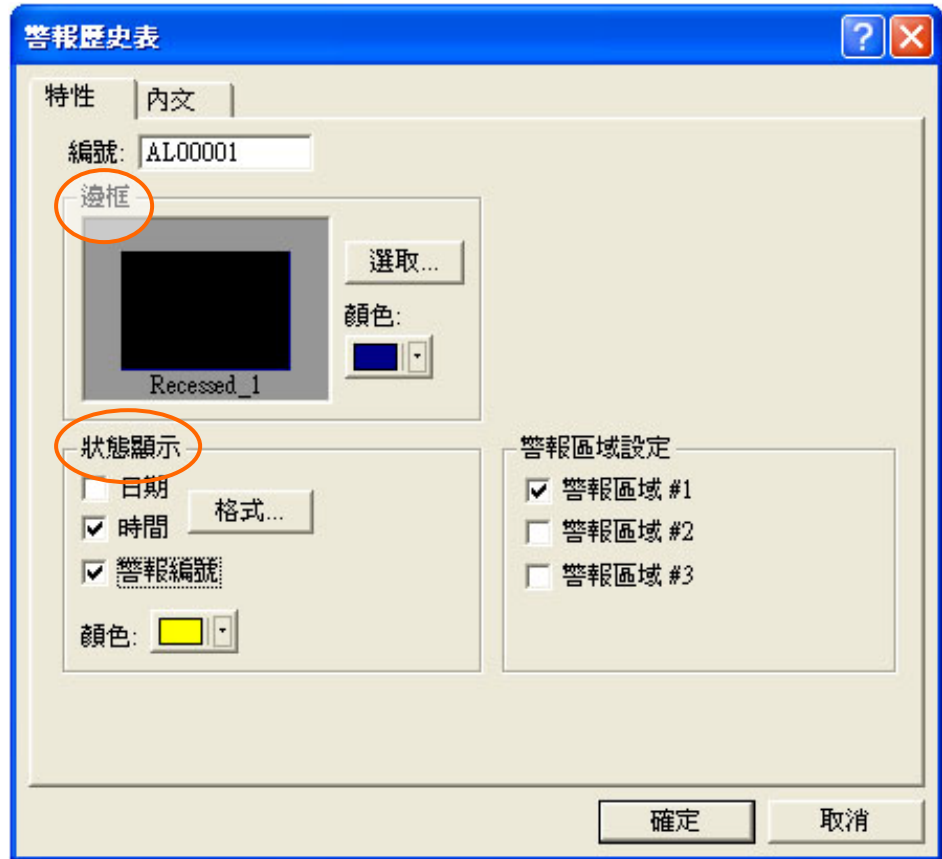 警報歷史表
特性 內文
編號: AL00001
邊框
選取...
顏色:
Recessed_1
狀態顯示
日期
時間
格式...
警報編號
顏色:
警報區域設定
警報區域 #1
警報區域 #2
警報區域 #3
確定 取消